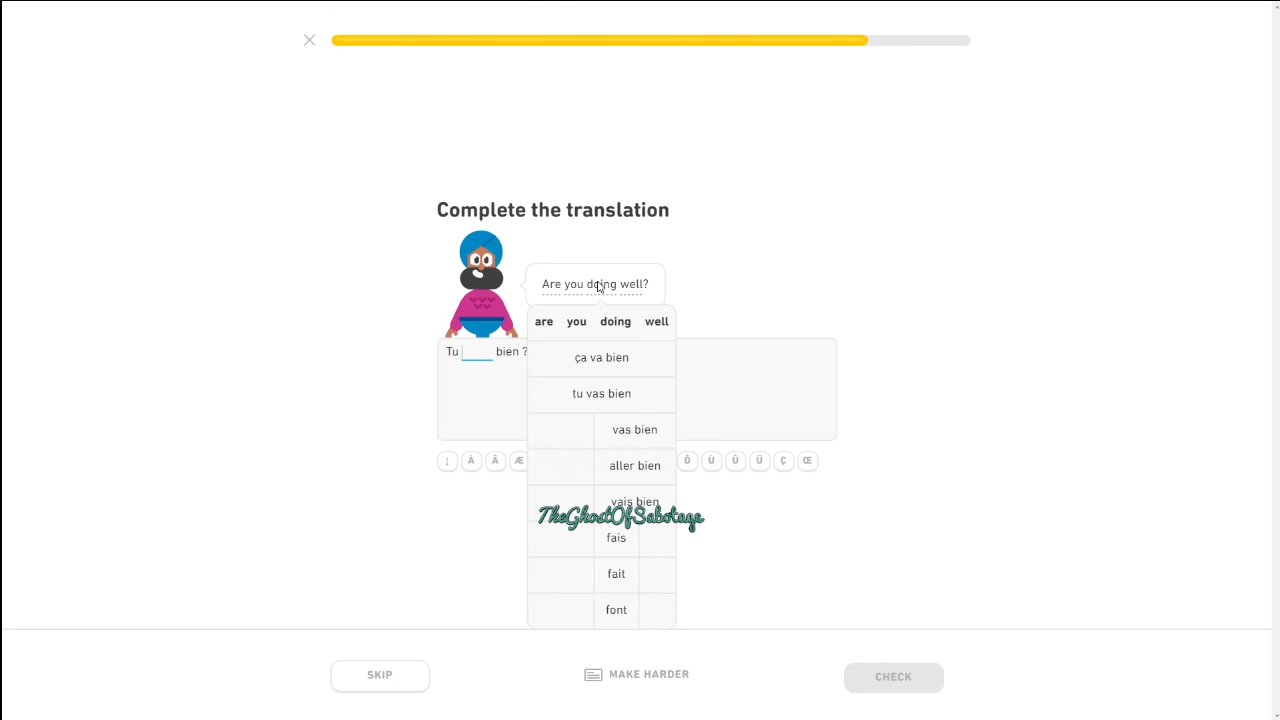 Complete the translation
Are you doing well?
are you doing well
Tu bien ?
ça va bien
tu vas bien
vas bien
↓ À Â Æ Ô Ù Û Ü Ç Œ
aller bien
vais bien
TheGhostOfSabotage
fais
fait
font
SKIP
MAKE HARDER
CHECK